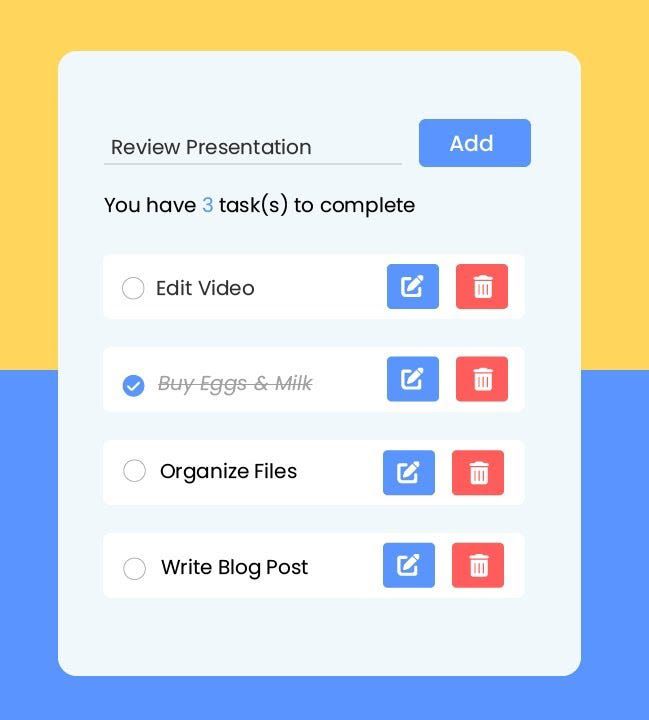 Review Presentation
Add
You have 3 task(s) to complete
Edit Video
Buy Eggs & Milk
Organize Files
Write Blog Post